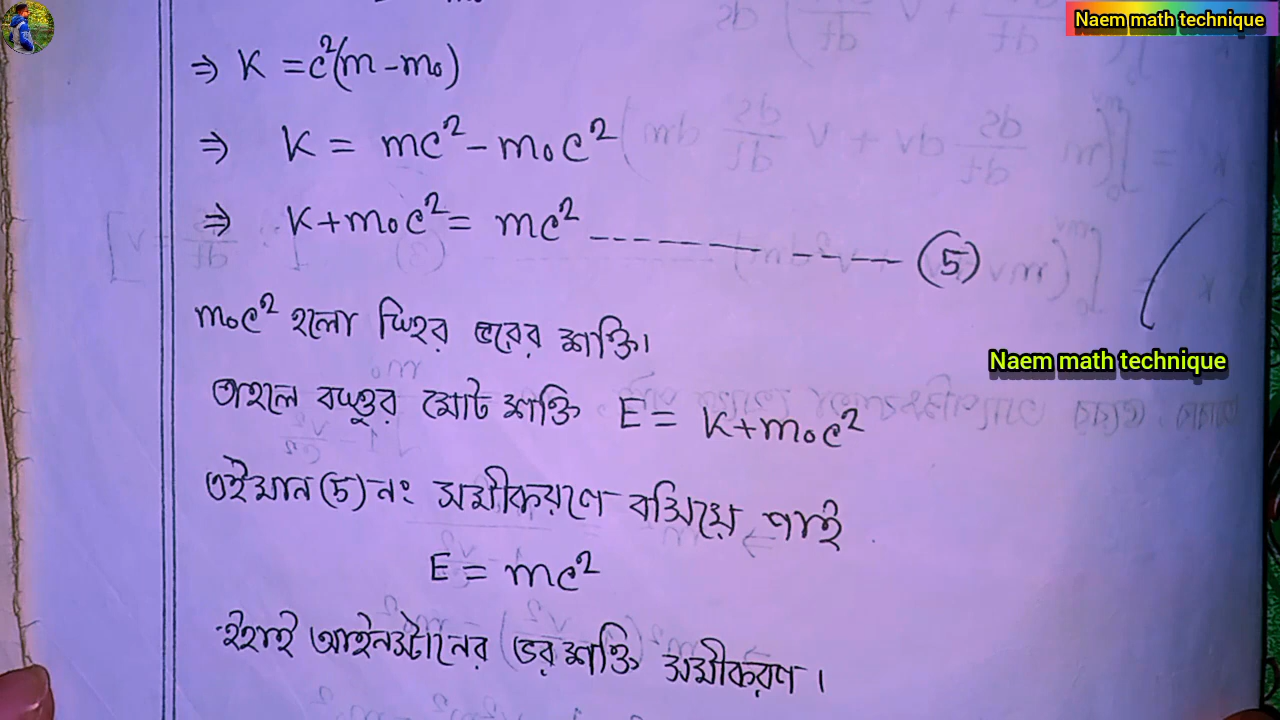 Naem math technique
⇒ K = c²(m - m₀)
⇒ K = mc² - m₀c²
⇒ K + m₀c² = mc² ------------ (5)
m₀c² হলো স্থির ভরের শক্তি।
Naem math technique
তাহলে বস্তুর মোট শক্তি E = K + m₀c²
এইমান (5) নং সমীকরণে বসিয়ে পাই
E = mc²
ইহাই আইনস্টানের ভর শক্তি সমীকরণ।